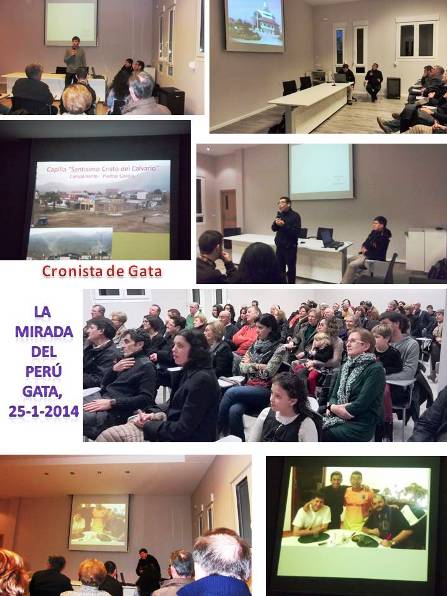 Capilla "Santísimo Cristo del Calvario"
Cronista de Gata
LA
MIRADA
DEL
PERÚ
GATA,
25-1-2014